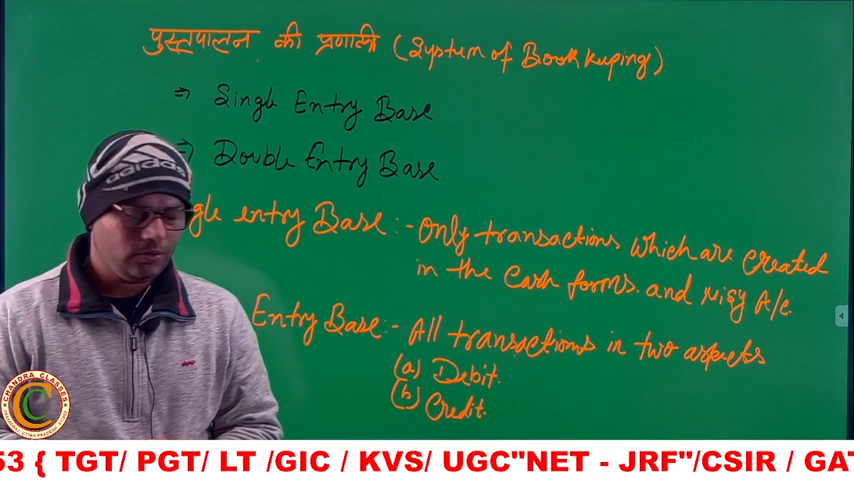 पुस्तपालन की प्रणाली (System of Book Keeping)
⇒ Single Entry Base
⇒ Double Entry Base.
gle entry Base :- Only transactions which are created
in the Cash forms. and A/c.
Entry Base :- All transactions in two aspects
(a) Debit.
(b) Credit.
adidas
CHANDRA CLASSES
53 { TGT/ PGT/ LT /GIC / KVS/ UGC"NET - JRF"/CSIR / GAT